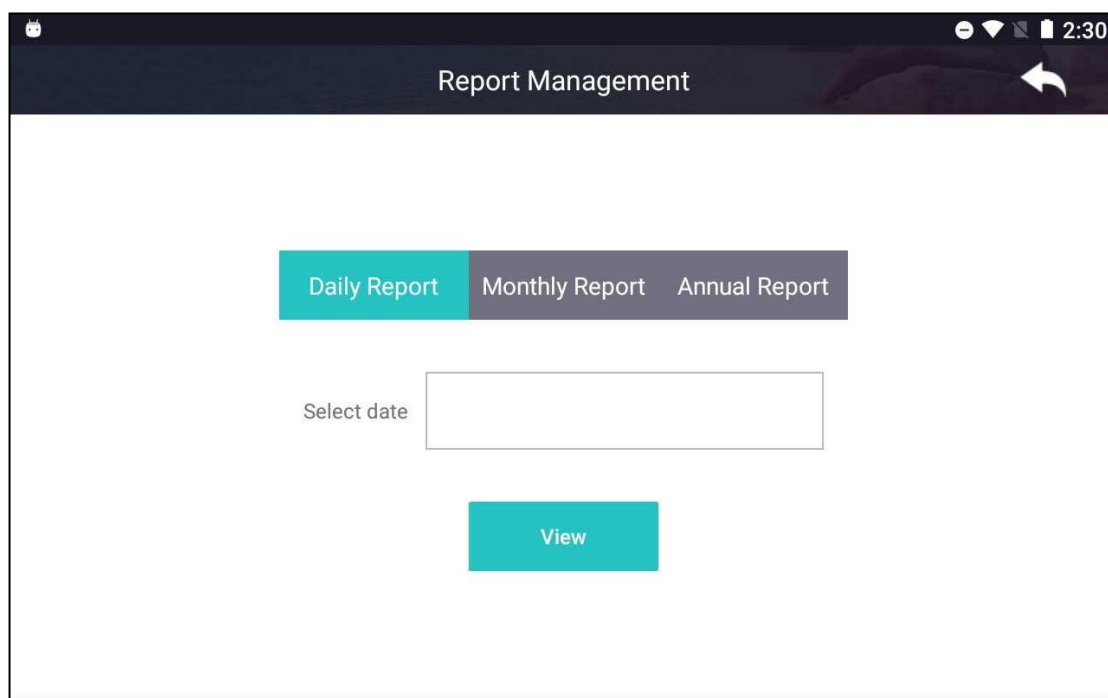 2:30
Report Management
Daily Report Monthly Report Annual Report
Select date
View